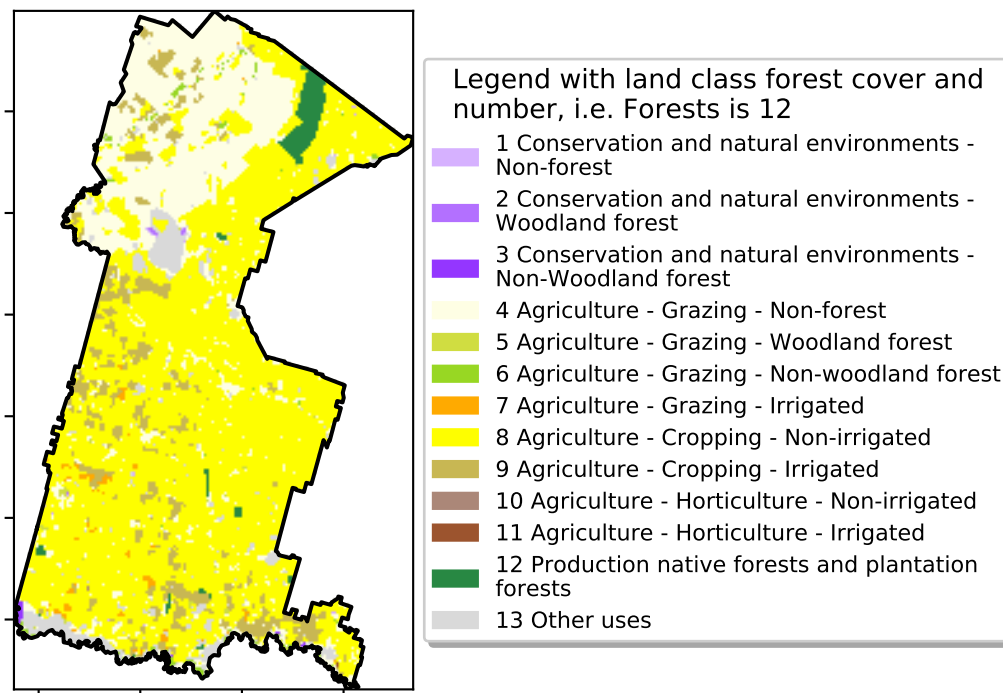 Legend with land class forest cover and
number, i.e. Forests is 12
1 Conservation and natural environments -
Non-forest
2 Conservation and natural environments -
Woodland forest
3 Conservation and natural environments -
Non-Woodland forest
4 Agriculture - Grazing - Non-forest
5 Agriculture - Grazing - Woodland forest
6 Agriculture - Grazing - Non-woodland forest
7 Agriculture - Grazing - Irrigated
8 Agriculture - Cropping - Non-irrigated
9 Agriculture - Cropping - Irrigated
10 Agriculture - Horticulture - Non-irrigated
11 Agriculture - Horticulture - Irrigated
12 Production native forests and plantation
forests
13 Other uses